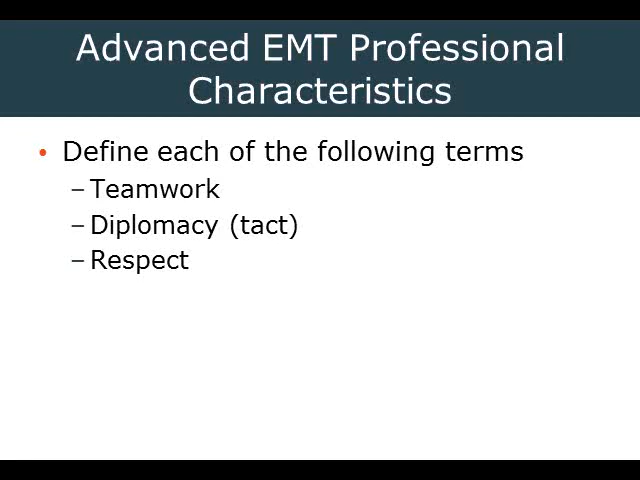 Advanced EMT Professional
Characteristics
• Define each of the following terms
– Teamwork
– Diplomacy (tact)
– Respect